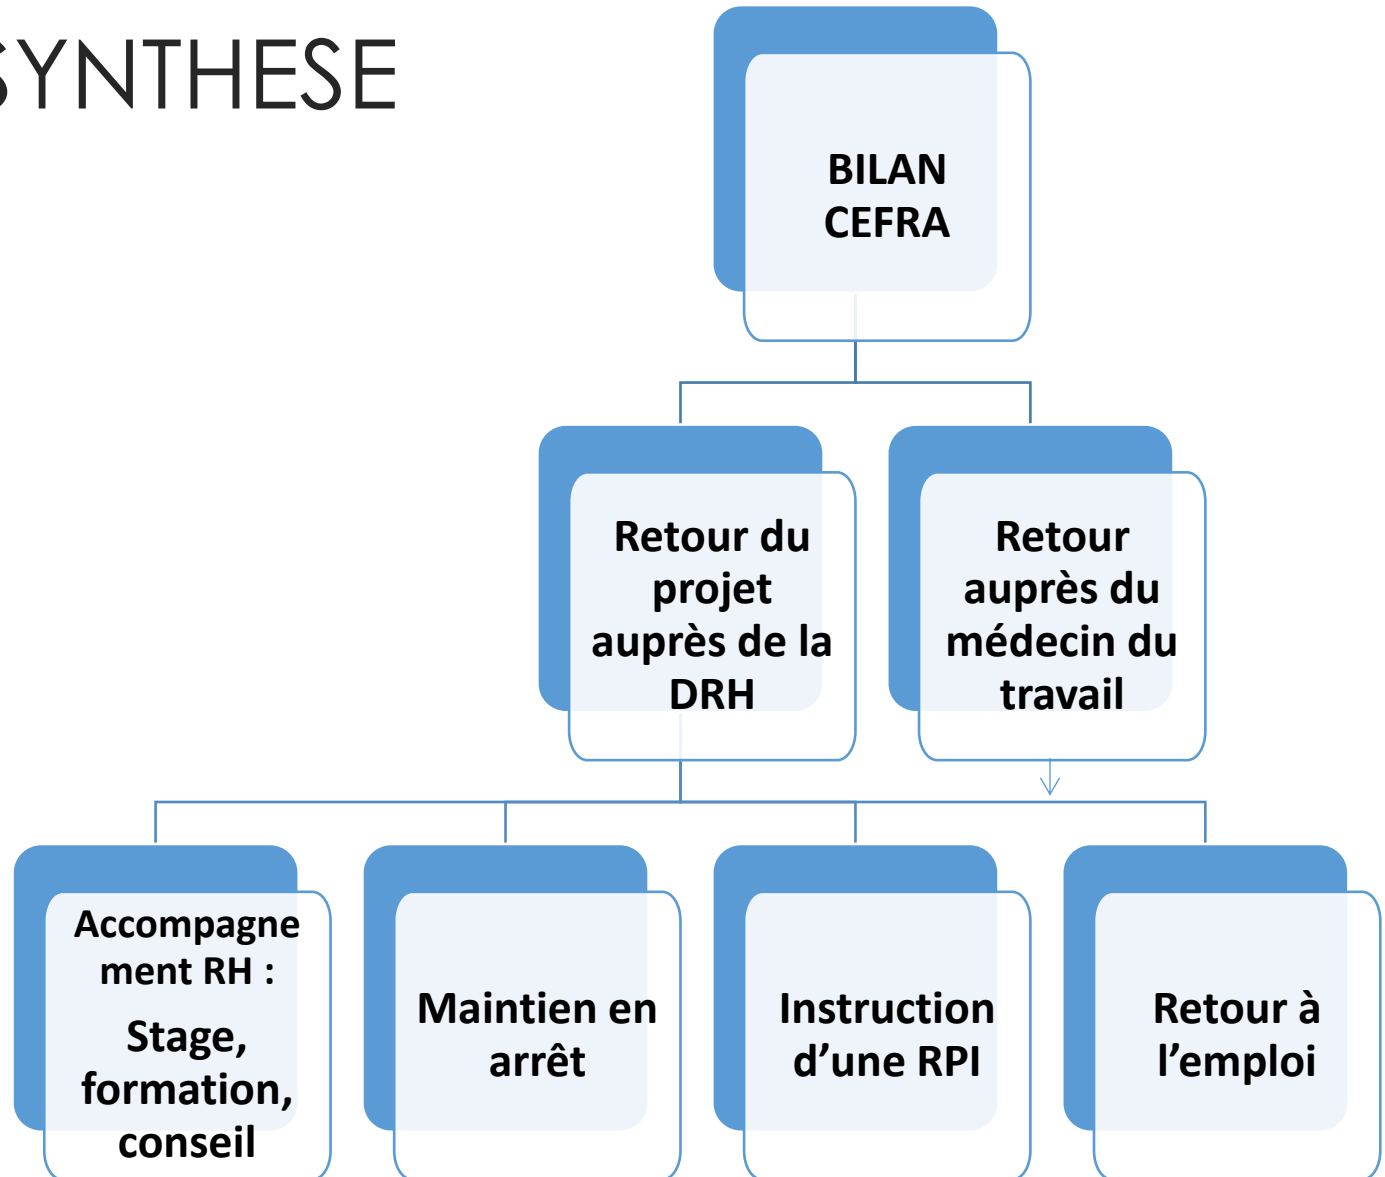 SYNTHESE
BILAN
CEFRA
Retour du
projet
auprès de la
DRH
Retour
auprès du
médecin du
travail
Accompagne
ment RH :
Stage,
formation,
conseil
Maintien en
arrêt
Instruction
d’une RPI
Retour à
l’emploi